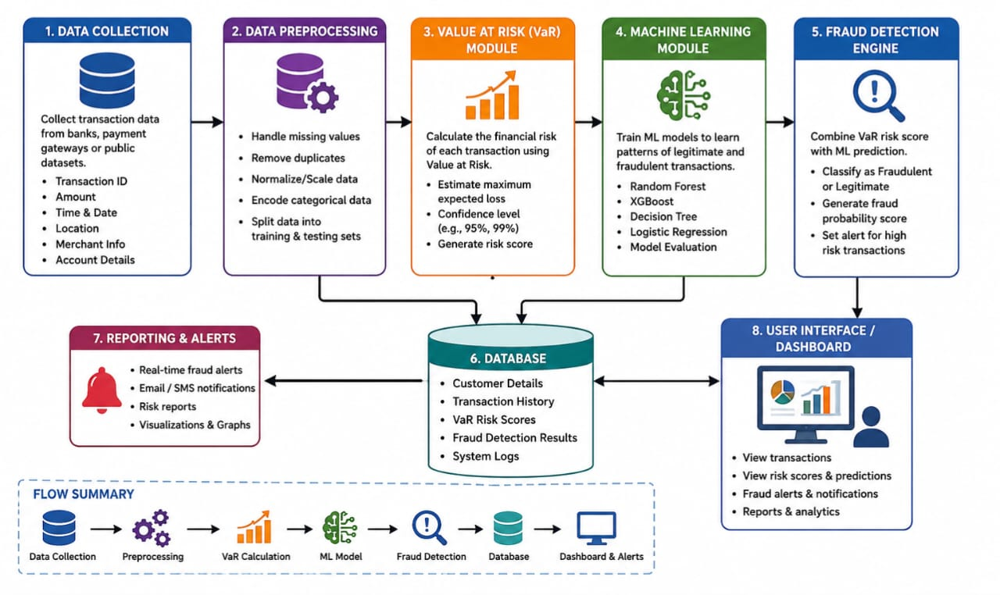 1. DATA COLLECTION
Collect transaction data
from banks, payment
gateways or public
datasets.
• Transaction ID
• Amount
• Time & Date
• Location
• Merchant Info
• Account Details
2. DATA PREPROCESSING
• Handle missing values
• Remove duplicates
• Normalize/Scale data
• Encode categorical data
• Split data into
training & testing sets
3. VALUE AT RISK (VaR)
MODULE
Calculate the financial risk
of each transaction using
Value at Risk.
• Estimate maximum
expected loss
• Confidence level
(e.g., 95%, 99%)
• Generate risk score
4. MACHINE LEARNING
MODULE
Train ML models to learn
patterns of legitimate and
fraudulent transactions.
• Random Forest
• XGBoost
• Decision Tree
• Logistic Regression
• Model Evaluation
5. FRAUD DETECTION
ENGINE
Combine VaR risk score
with ML prediction.
• Classify as Fraudulent
or Legitimate
• Generate fraud
probability score
• Set alert for high
risk transactions
7. REPORTING & ALERTS
• Real-time fraud alerts
• Email / SMS notifications
• Risk reports
• Visualizations & Graphs
6. DATABASE
• Customer Details
• Transaction History
• VaR Risk Scores
• Fraud Detection Results
• System Logs
8. USER INTERFACE /
DASHBOARD
• View transactions
• View risk scores & predictions
• Fraud alerts & notifications
• Reports & analytics
FLOW SUMMARY
Data Collection
Preprocessing
VaR Calculation
ML Model
Fraud Detection
Database
Dashboard & Alerts